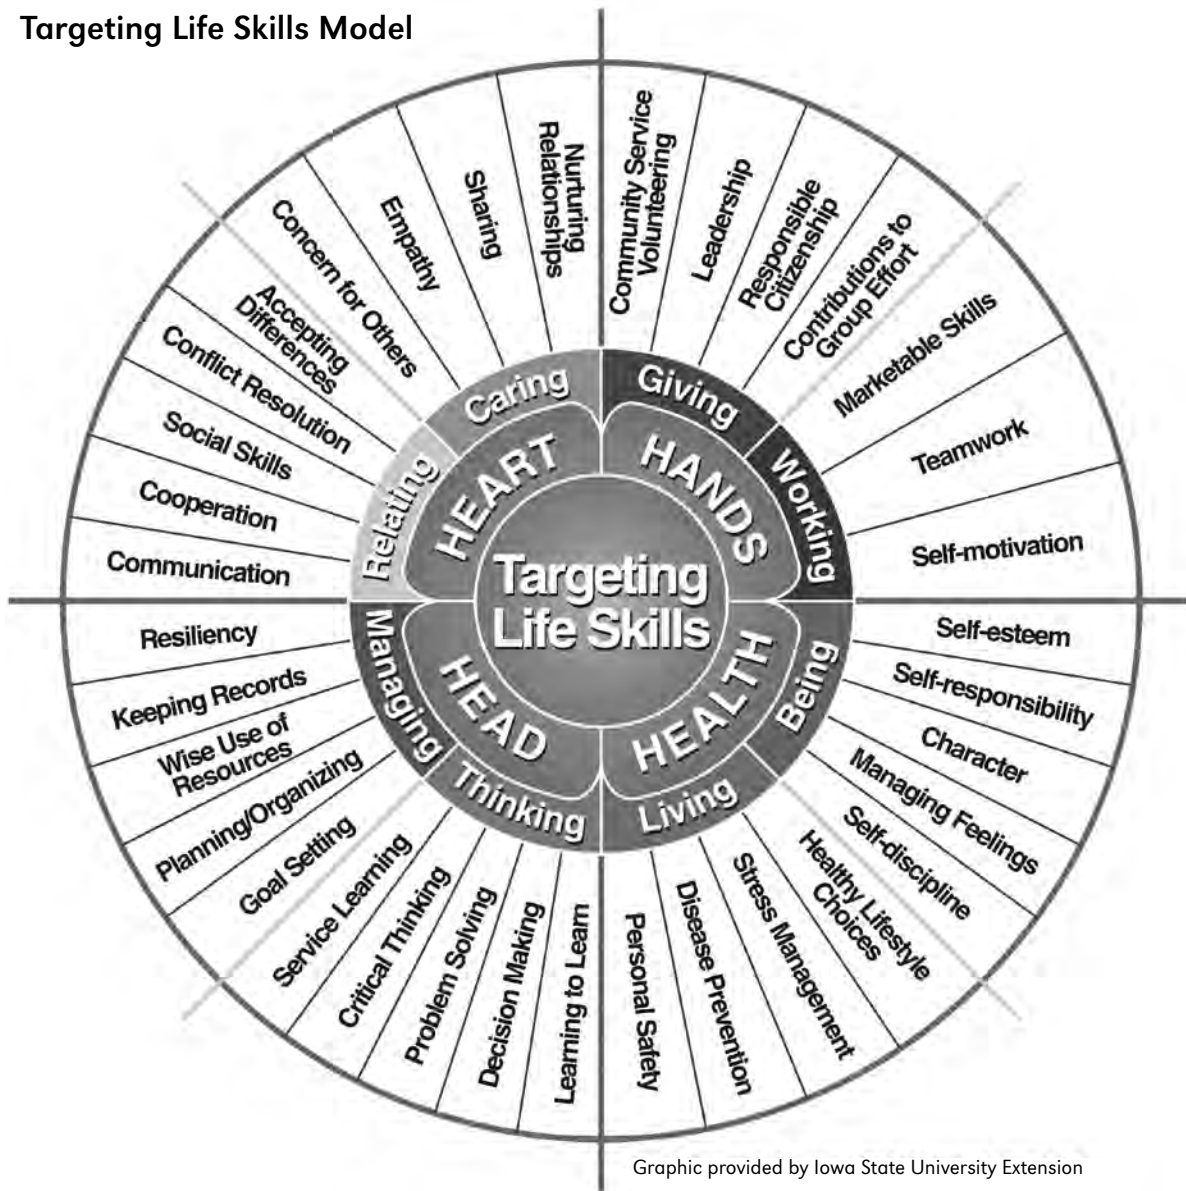 Targeting Life Skills Model
Nurturing
Relationships
Sharing
Empathy
Concern for Others
Accepting
Differences
Conflict Resolution
Social Skills
Cooperation
Communication
Community Service
Volunteering
Leadership
Responsible
Citizenship
Contributions to
Group Effort
Marketable Skills
Teamwork
Self-motivation
Caring
Relating
HEART
Giving
Working
HANDS
Targeting
Life Skills
Managing
Thinking
HEAD
Being
Living
HEALTH
Resiliency
Keeping Records
Wise Use of
Resources
Planning/Organizing
Goal Setting
Service Learning
Critical Thinking
Problem Solving
Decision Making
Learning to Learn
Self-esteem
Self-responsibility
Character
Managing Feelings
Self-discipline
Healthy Lifestyle
Choices
Stress Management
Disease Prevention
Personal Safety
Graphic provided by Iowa State University Extension